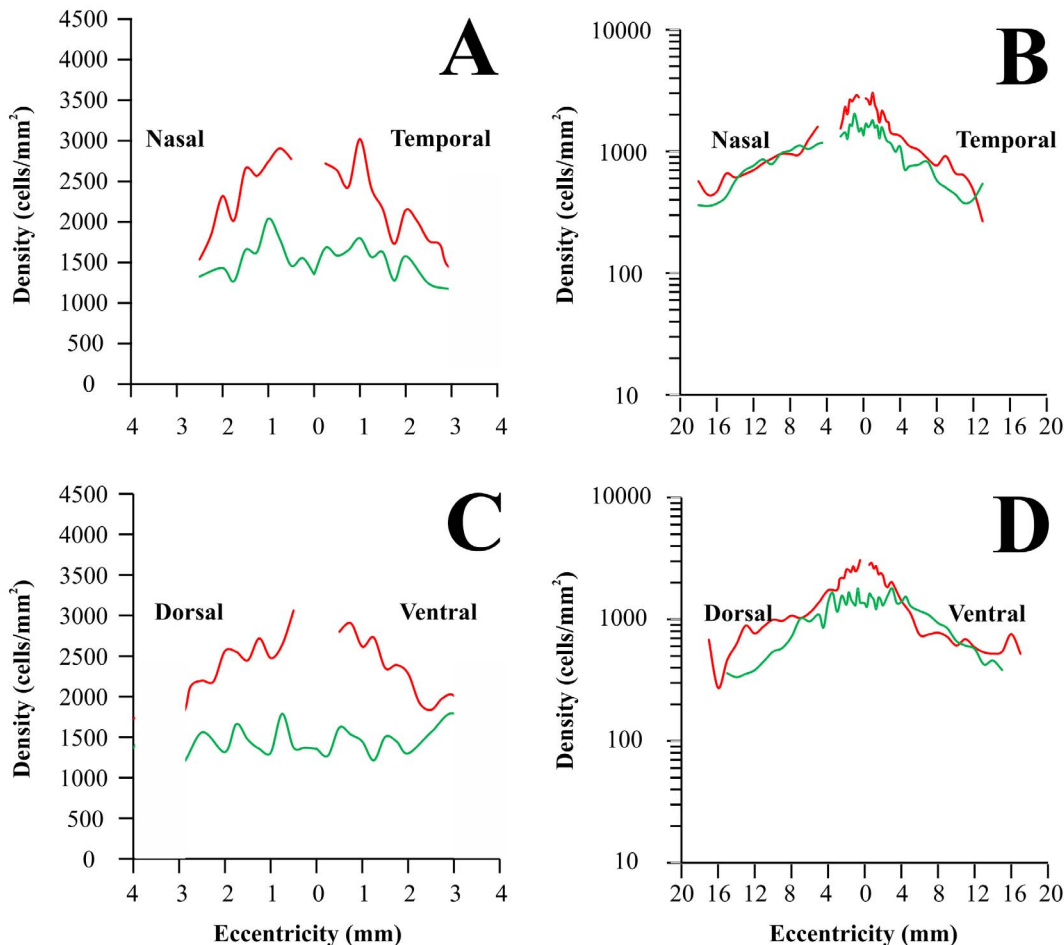 A
4500
4000
3500
3000
2500
2000
1500
1000
500
0
Density (cells/mm²)
Nasal
Temporal
4 3 2 1 0 1 2 3 4
B
10000
1000
100
10
Density (cells/mm²)
Nasal
Temporal
20 16 12 8 4 0 4 8 12 16 20
C
4500
4000
3500
3000
2500
2000
1500
1000
500
0
Density (cells/mm²)
Dorsal
Ventral
4 3 2 1 0 1 2 3 4
Eccentricity (mm)
D
10000
1000
100
10
Density (cells/mm²)
Dorsal
Ventral
20 16 12 8 4 0 4 8 12 16 20
Eccentricity (mm)